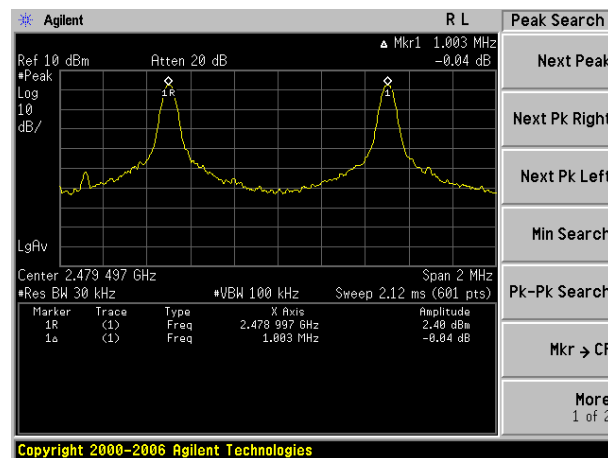 Agilent R L
Peak Search
Δ Mkr1 1.003 MHz
Ref 10 dBm Atten 20 dB -0.04 dB
#Peak
Log
10
dB/
1R
1
LgAv
Center 2.479 497 GHz Span 2 MHz
#Res BW 30 kHz #VBW 100 kHz Sweep 2.12 ms (601 pts)
Marker Trace Type X Axis Amplitude
1R (1) Freq 2.478 997 GHz 2.40 dBm
1Δ (1) Freq 1.003 MHz -0.04 dB
Next Peak
Next Pk Right
Next Pk Left
Min Search
Pk-Pk Search
Mkr → CF
More
1 of 2
Copyright 2000-2006 Agilent Technologies